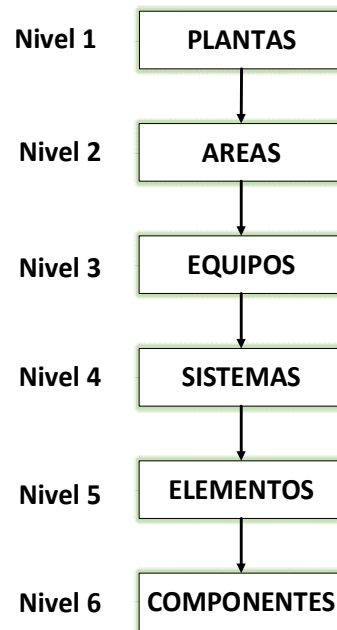 Nivel 1 PLANTAS
Nivel 2 AREAS
Nivel 3 EQUIPOS
Nivel 4 SISTEMAS
Nivel 5 ELEMENTOS
Nivel 6 COMPONENTES